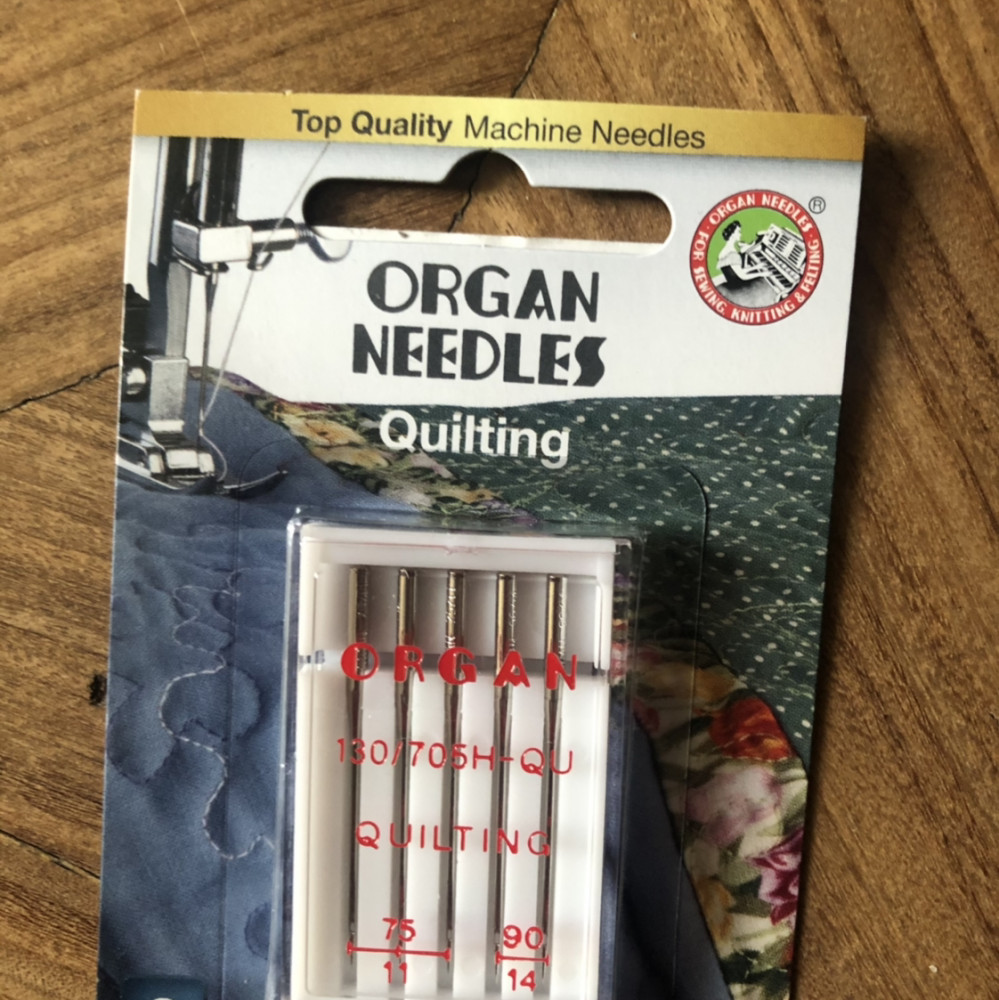 Top Quality Machine Needles
ORGAN NEEDLES
FOR SEWING, KNITTING & FELTING
®
ORGAN
NEEDLES
Quilting
ORGAN
130/705H-QU
QUILTING
75 90
11 14